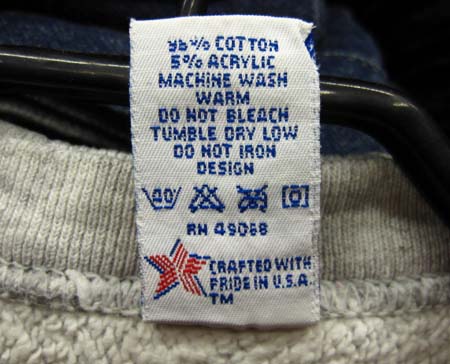 95% COTTON
5% ACRYLIC
MACHINE WASH
WARM
DO NOT BLEACH
TUMBLE DRY LOW
DO NOT IRON
DESIGN
RN 49088
CRAFTED WITH
PRIDE IN U.S.A.
TM